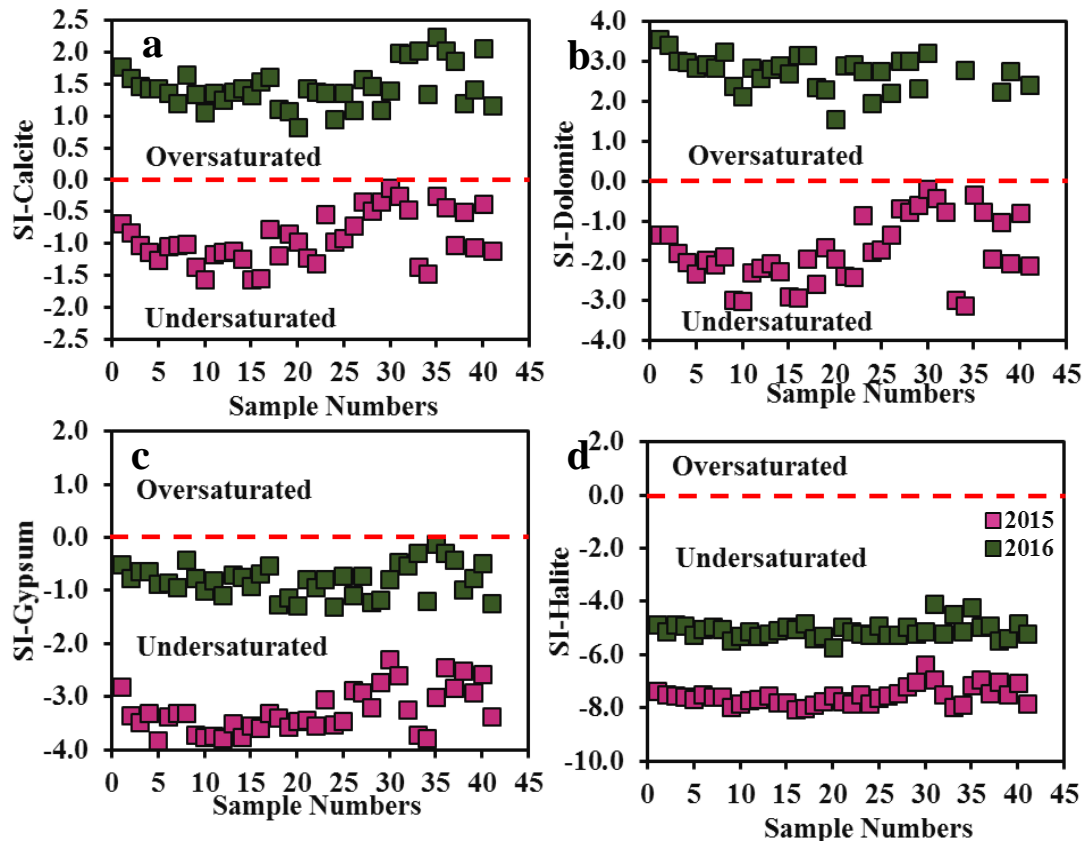 a
2.5
2.0
1.5
1.0
0.5
0.0
-0.5
-1.0
-1.5
-2.0
-2.5
SI-Calcite
Oversaturated
Undersaturated
0 5 10 15 20 25 30 35 40 45
Sample Numbers
b
4.0
3.0
2.0
1.0
0.0
-1.0
-2.0
-3.0
-4.0
SI-Dolomite
Oversaturated
Undersaturated
0 5 10 15 20 25 30 35 40 45
Sample Numbers
c
2.0
1.0
0.0
-1.0
-2.0
-3.0
-4.0
SI-Gypsum
Oversaturated
Undersaturated
0 5 10 15 20 25 30 35 40 45
Sample Numbers
d
2.0
0.0
-2.0
-4.0
-6.0
-8.0
-10.0
SI-Halite
Oversaturated
Undersaturated
2015
2016
0 5 10 15 20 25 30 35 40 45
Sample Numbers